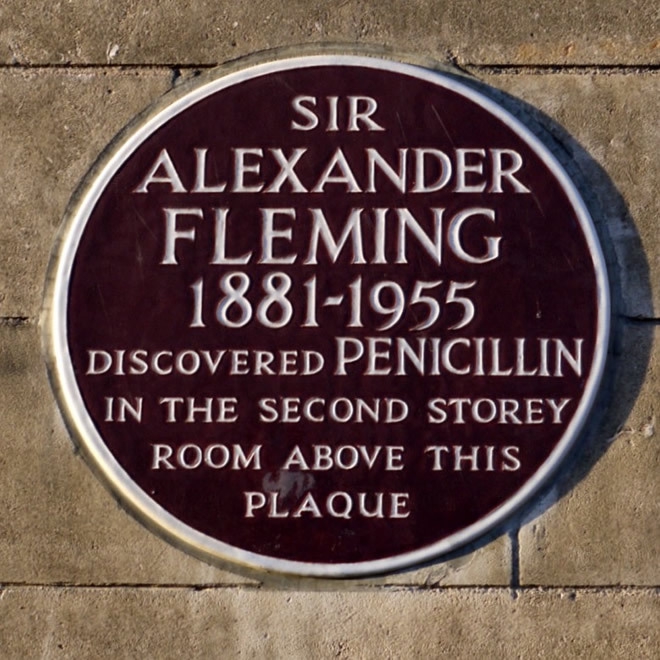 SIR
ALEXANDER
FLEMING
1881-1955
DISCOVERED PENICILLIN
IN THE SECOND STOREY
ROOM ABOVE THIS
PLAQUE